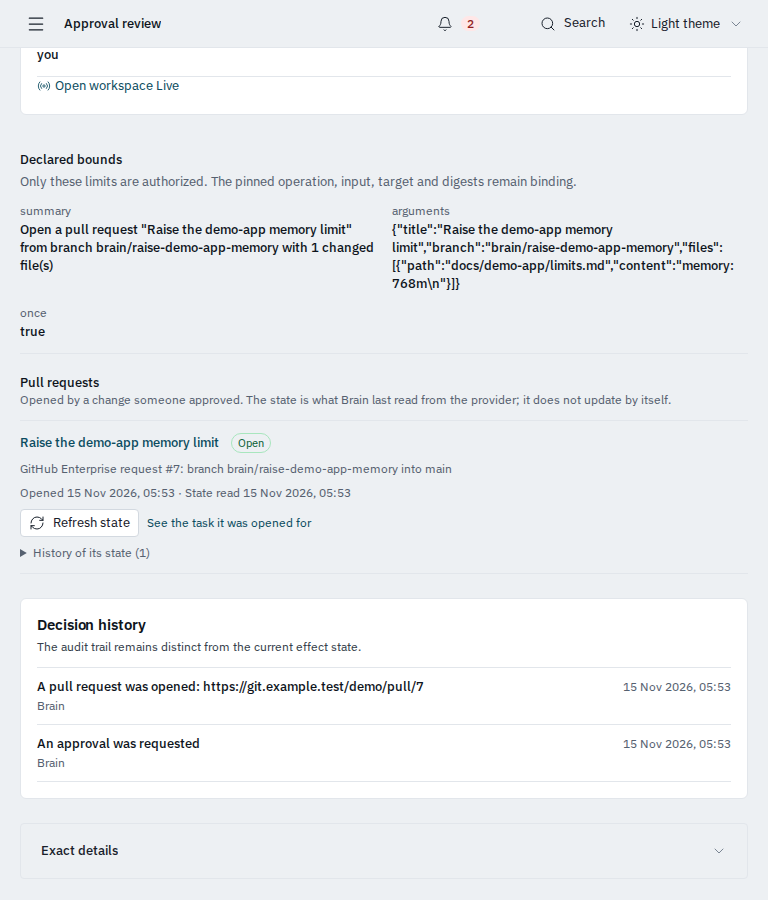 Approval review
2
Search
Light theme
you
Open workspace Live
Declared bounds
Only these limits are authorized. The pinned operation, input, target and digests remain binding.
summary
Open a pull request "Raise the demo-app memory limit"
from branch brain/raise-demo-app-memory with 1 changed
file(s)
arguments
{"title":"Raise the demo-app memory
limit","branch":"brain/raise-demo-app-memory","files":
[{"path":"docs/demo-app/limits.md","content":"memory:
768m\n"}]}
once
true
Pull requests
Opened by a change someone approved. The state is what Brain last read from the provider; it does not update by itself.
Raise the demo-app memory limit
Open
GitHub Enterprise request #7: branch brain/raise-demo-app-memory into main
Opened 15 Nov 2026, 05:53 · State read 15 Nov 2026, 05:53
Refresh state
See the task it was opened for
History of its state (1)
Decision history
The audit trail remains distinct from the current effect state.
A pull request was opened: https://git.example.test/demo/pull/7
15 Nov 2026, 05:53
Brain
An approval was requested
15 Nov 2026, 05:53
Brain
Exact details